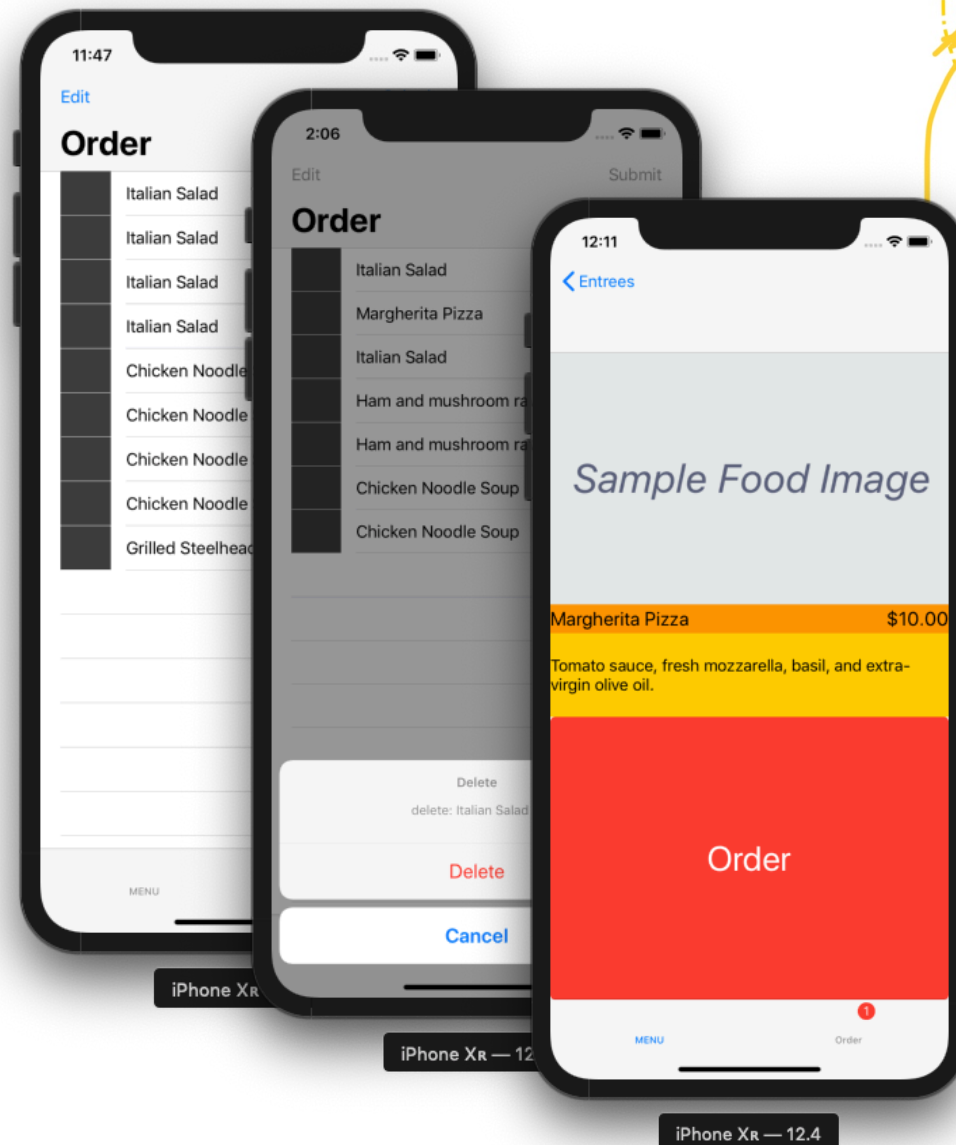 11:47
Edit
Order
Italian Salad
Italian Salad
Italian Salad
Italian Salad
Chicken Noodle
Chicken Noodle
Chicken Noodle
Chicken Noodle
Grilled Steelhead
MENU
iPhone Xʀ
2:06
Edit
Submit
Order
Italian Salad
Margherita Pizza
Italian Salad
Ham and mushroom ra
Ham and mushroom ra
Chicken Noodle Soup
Chicken Noodle Soup
Delete
delete: Italian Salad
Delete
Cancel
iPhone Xʀ — 12
12:11
Entrees
Sample Food Image
Margherita Pizza $10.00
Tomato sauce, fresh mozzarella, basil, and extra-
virgin olive oil.
Order
1
MENU
Order
iPhone Xʀ — 12.4